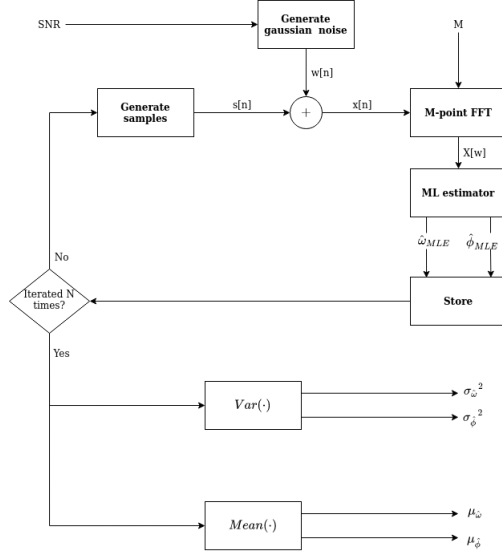 SNR
Generate
gaussian noise
M
w[n]
Generate
samples
s[n]
+
x[n]
M-point FFT
X[w]
ML estimator
ω̂_MLE
ϕ̂_MLE
No
Iterated N
times?
Store
Yes
Var(·)
σ_ω̂²
σ_ϕ̂²
Mean(·)
μ_ω̂
μ_ϕ̂